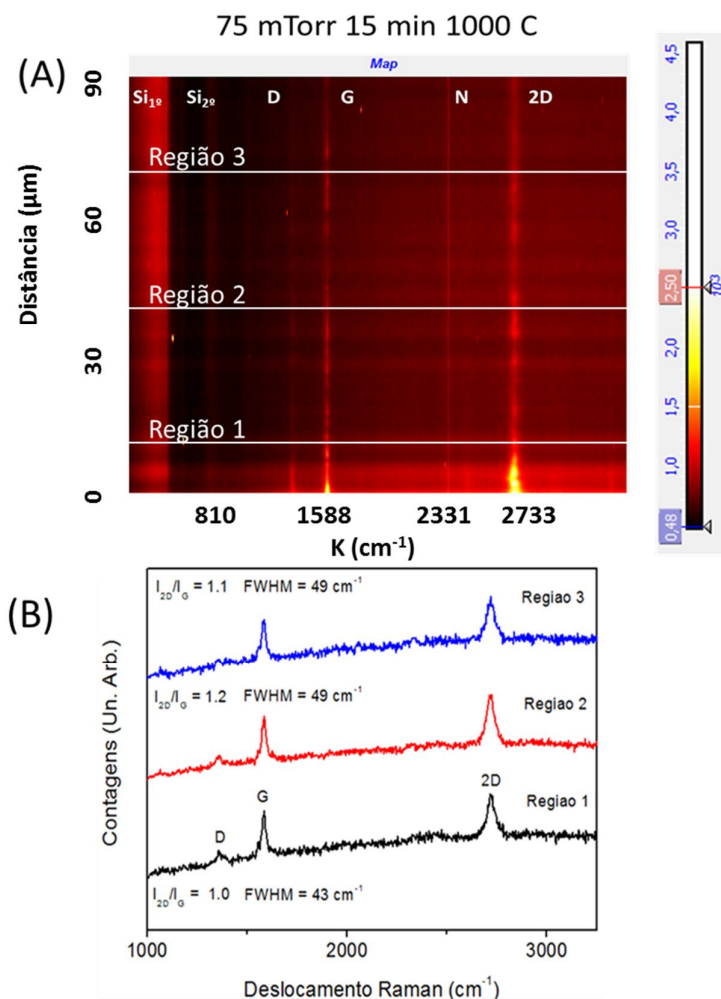 75 mTorr 15 min 1000 C
(A)
Map
Si1º Si2º D G N 2D
Região 3
Região 2
Região 1
Distância (µm)
90
60
30
0
810 1588 2331 2733
K (cm-1)
4,5
4,0
3,5
3,0
2,50
10^3
2,0
1,5
1,0
0,48
(B)
I2D/IG = 1.1 FWHM = 49 cm-1
Regiao 3
I2D/IG = 1.2 FWHM = 49 cm-1
Regiao 2
G
2D
Regiao 1
D
I2D/IG = 1.0 FWHM = 43 cm-1
Contagens (Un. Arb.)
1000 2000 3000
Deslocamento Raman (cm-1)